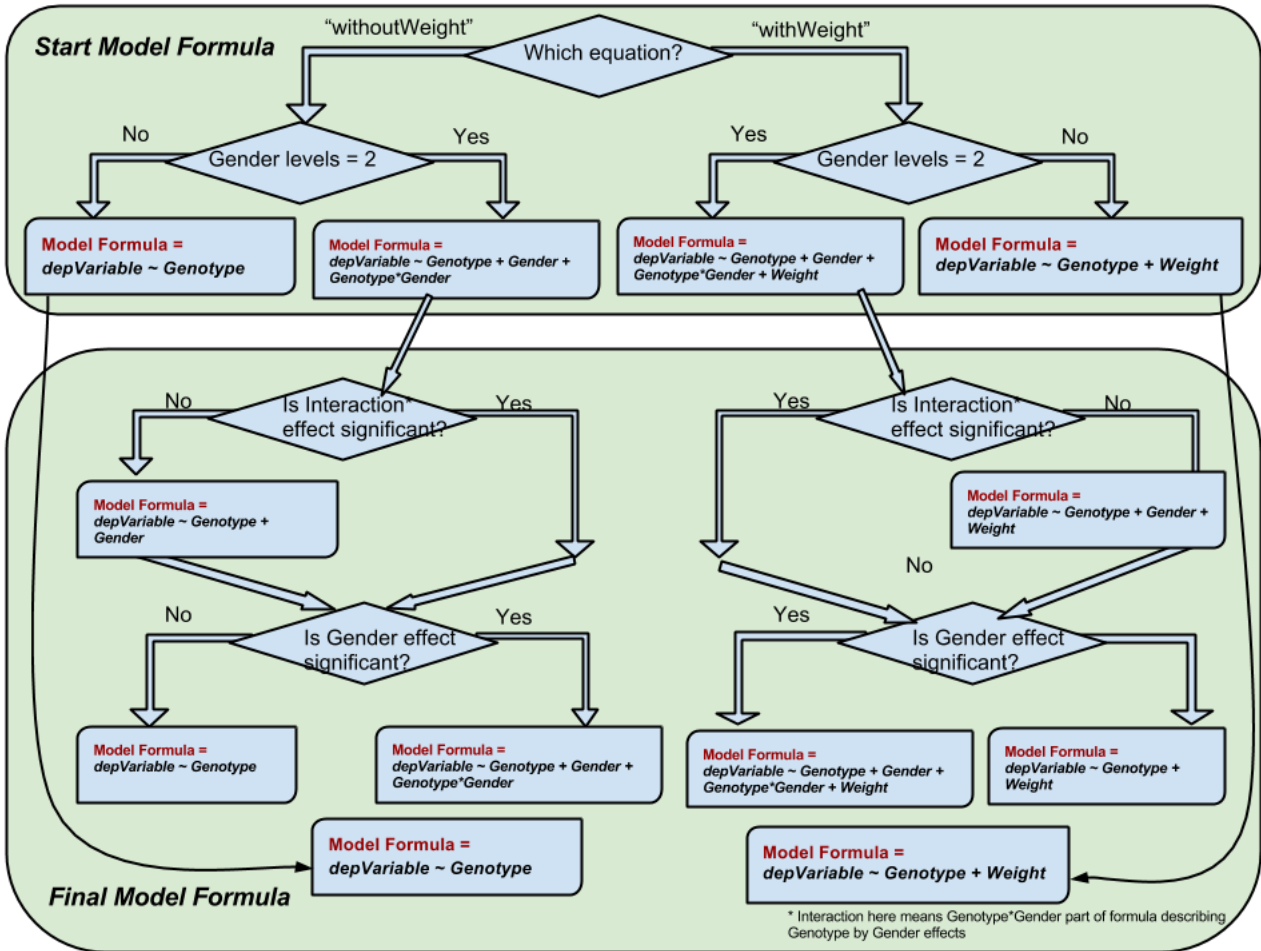 “withoutWeight”
“withWeight”
Start Model Formula
Which equation?
No
Yes
Yes
No
Gender levels = 2
Gender levels = 2
Model Formula =
depVariable ~ Genotype
Model Formula =
depVariable ~ Genotype + Gender +
Genotype*Gender
Model Formula =
depVariable ~ Genotype + Gender +
Genotype*Gender + Weight
Model Formula =
depVariable ~ Genotype + Weight
No
Is Interaction*
effect significant?
Yes
Yes
Is Interaction*
effect significant?
No
Model Formula =
depVariable ~ Genotype +
Gender
Model Formula =
depVariable ~ Genotype + Gender +
Weight
No
Is Gender effect
significant?
Yes
Yes
Is Gender effect
significant?
No
Model Formula =
depVariable ~ Genotype
Model Formula =
depVariable ~ Genotype + Gender +
Genotype*Gender
Model Formula =
depVariable ~ Genotype + Gender +
Genotype*Gender + Weight
Model Formula =
depVariable ~ Genotype +
Weight
Model Formula =
depVariable ~ Genotype
Model Formula =
depVariable ~ Genotype + Weight
Final Model Formula
* Interaction here means Genotype*Gender part of formula describing
Genotype by Gender effects